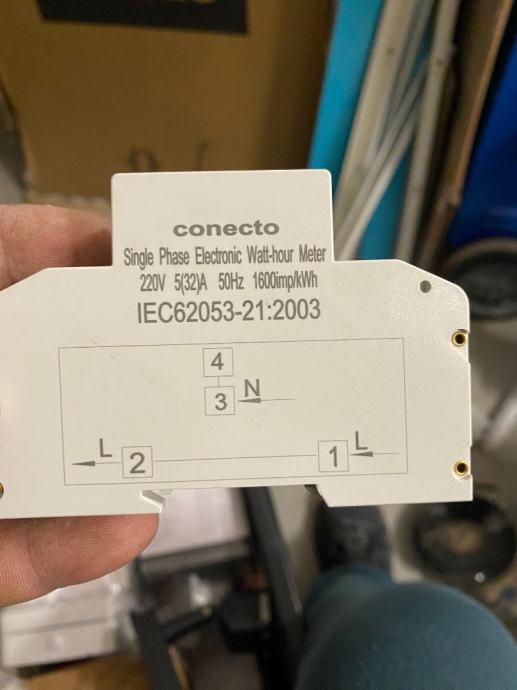 conecto
Single Phase Electronic Watt-hour Meter
220V 5(32)A 50Hz 1600imp/kWh
IEC62053-21:2003
4
3 N
L 2 1 L